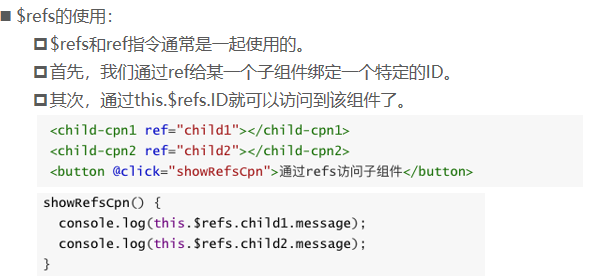 $refs的使用：
$refs和ref指令通常是一起使用的。
首先，我们通过ref给某一个子组件绑定一个特定的ID。
其次，通过this.$refs.ID就可以访问到该组件了。
<child-cpn1 ref="child1"></child-cpn1>
<child-cpn2 ref="child2"></child-cpn2>
<button @click="showRefsCpn">通过refs访问子组件</button>
showRefsCpn() {
  console.log(this.$refs.child1.message);
  console.log(this.$refs.child2.message);
}